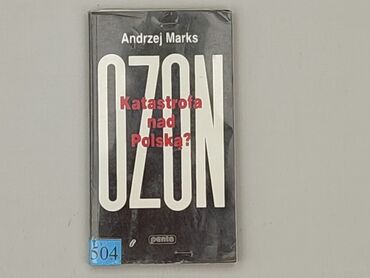 Andrzej Marks
OZON
Katastrofa
nad
Polską?
penta
504